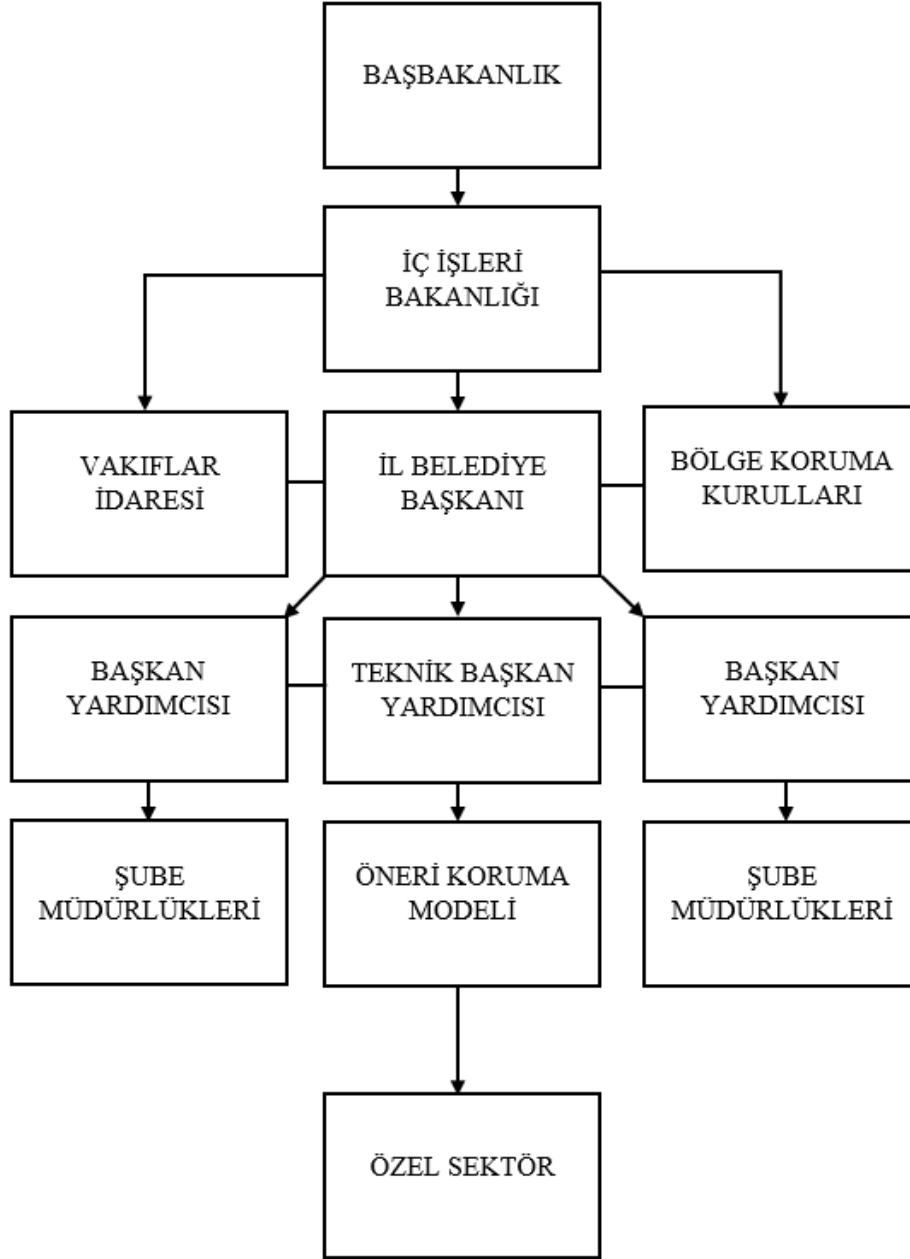 BAŞBAKANLIK
İÇ İŞLERİ
BAKANLIĞI
VAKIFLAR
İDARESİ
İL BELEDİYE
BAŞKANI
BÖLGE KORUMA
KURULLARI
BAŞKAN
YARDIMCISI
TEKNİK BAŞKAN
YARDIMCISI
BAŞKAN
YARDIMCISI
ŞUBE
MÜDÜRLÜKLERİ
ÖNERİ KORUMA
MODELİ
ŞUBE
MÜDÜRLÜKLERİ
ÖZEL SEKTÖR